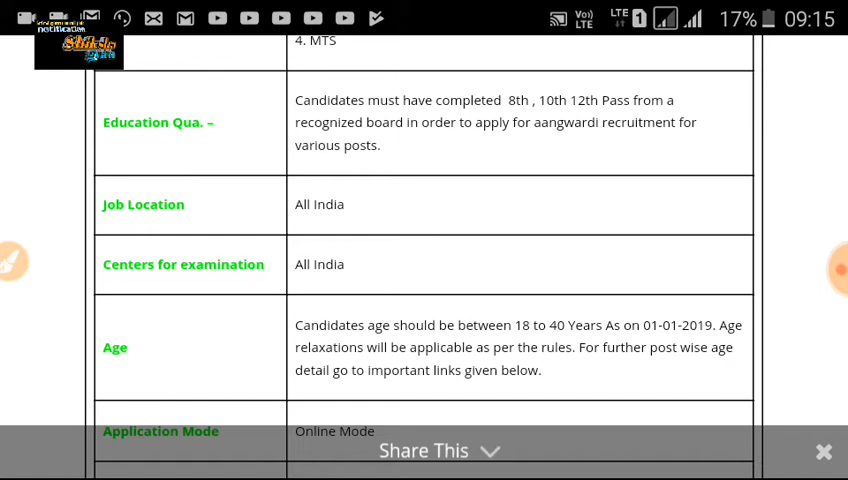 Vo)
LTE
LTE
1
17%
09:15
notification
4. MTS
Education Qua. –
Candidates must have completed 8th , 10th 12th Pass from a
recognized board in order to apply for aangwardi recruitment for
various posts.
Job Location
All India
Centers for examination
All India
Age
Candidates age should be between 18 to 40 Years As on 01-01-2019. Age
relaxations will be applicable as per the rules. For further post wise age
detail go to important links given below.
Application Mode
Online Mode
Share This